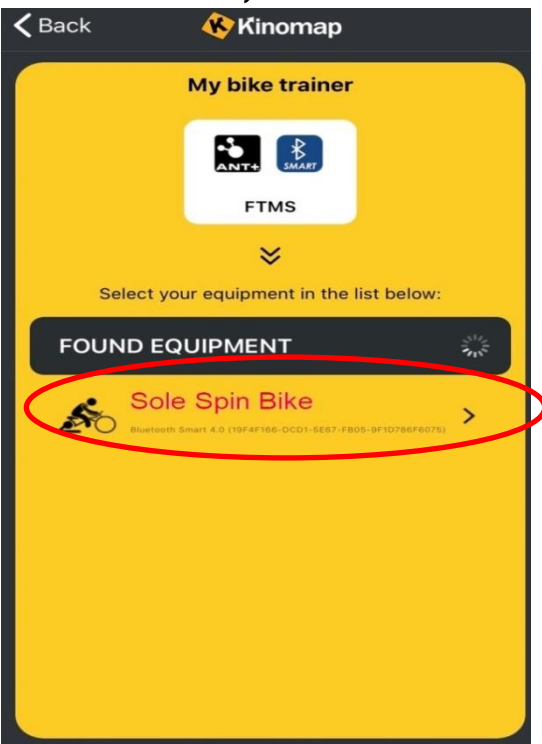 Back
Kinomap
My bike trainer
ANT+
SMART
FTMS
Select your equipment in the list below:
FOUND EQUIPMENT
Sole Spin Bike
Bluetooth Smart 4.0 (19F4F166-DCD1-5E67-FB05-9F1D786F6075)